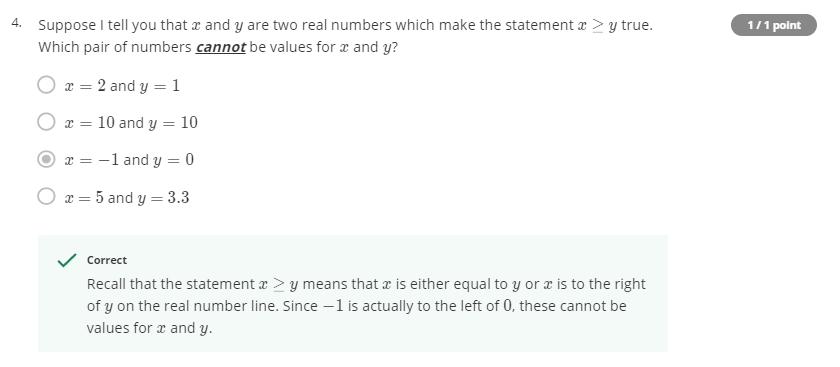 4. Suppose I tell you that x and y are two real numbers which make the statement x ≥ y true.
1 / 1 point
Which pair of numbers cannot be values for x and y?
x = 2 and y = 1
x = 10 and y = 10
x = −1 and y = 0
x = 5 and y = 3.3
Correct
Recall that the statement x ≥ y means that x is either equal to y or x is to the right
of y on the real number line. Since −1 is actually to the left of 0, these cannot be
values for x and y.